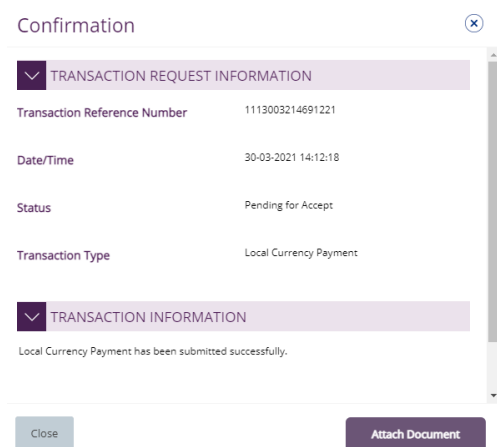 Confirmation
TRANSACTION REQUEST INFORMATION
Transaction Reference Number 1113003214691221
Date/Time 30-03-2021 14:12:18
Status Pending for Accept
Transaction Type Local Currency Payment
TRANSACTION INFORMATION
Local Currency Payment has been submitted successfully.
Close Attach Document